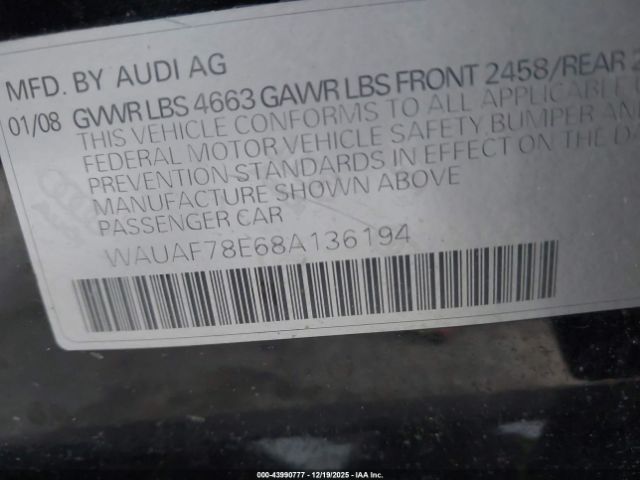 MFD. BY AUDI AG
01/08 GVWR LBS 4663 GAWR LBS FRONT 2458/REAR
THIS VEHICLE CONFORMS TO ALL APPLICABLE
FEDERAL MOTOR VEHICLE SAFETY BUMPER AND
PREVENTION STANDARDS IN EFFECT ON THE
MANUFACTURE SHOWN ABOVE
PASSENGER CAR
WAUAF78E68A136194
000-43990777 - 12/19/2025 - IAA Inc.